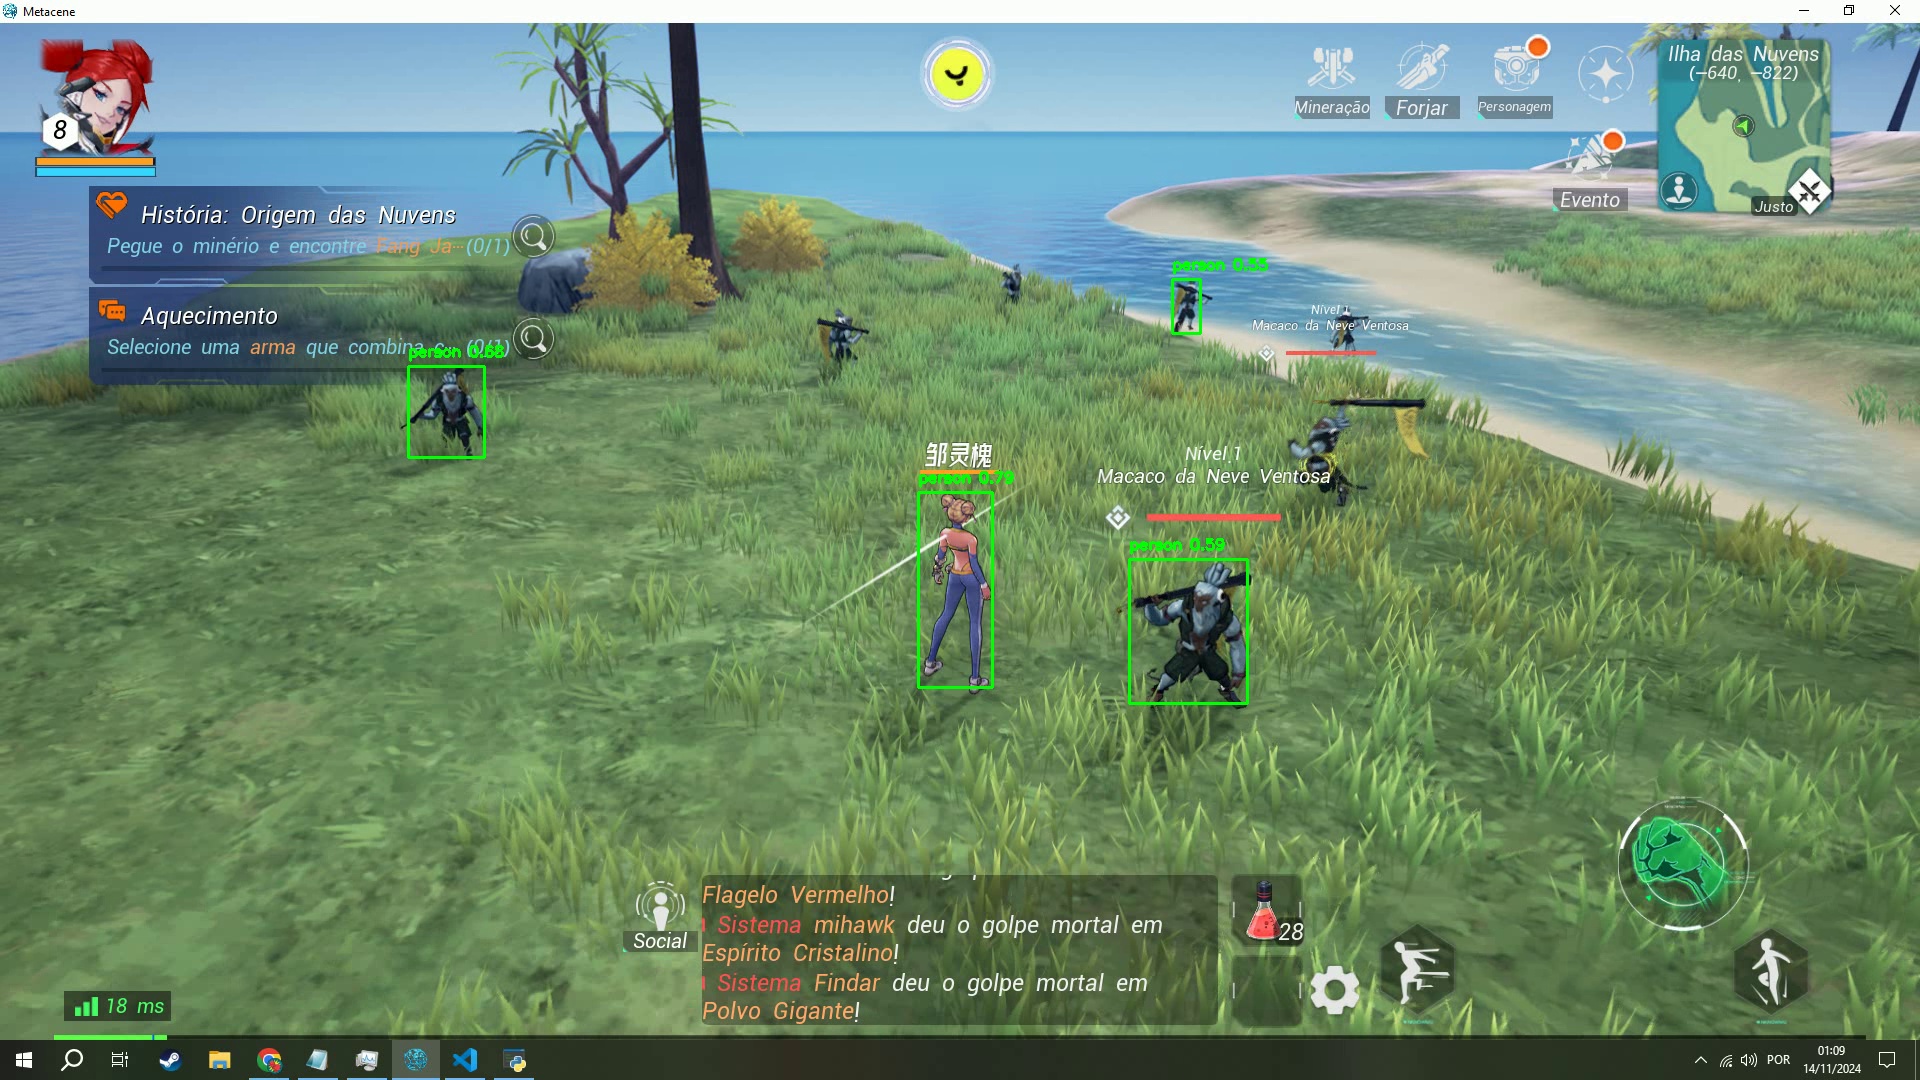 Metacene
8
História: Origem das Nuvens
Pegue o minério e encontre Fang Ja... (0/1)
Aquecimento
Selecione uma arma que combina c... (0/1)
Mineração
Forjar
Personagem
Evento
Ilha das Nuvens
(−640, −822)
Justo
person 0.55
Nível 1
Macaco da Neve Ventosa
person 0.68
邹灵槐
person 0.79
Nível 1
Macaco da Neve Ventosa
person 0.59
Social
Flagelo Vermelho!
Sistema mihawk deu o golpe mortal em
Espírito Cristalino!
Sistema Findar deu o golpe mortal em
Polvo Gigante!
28
18 ms
POR
01:09
14/11/2024